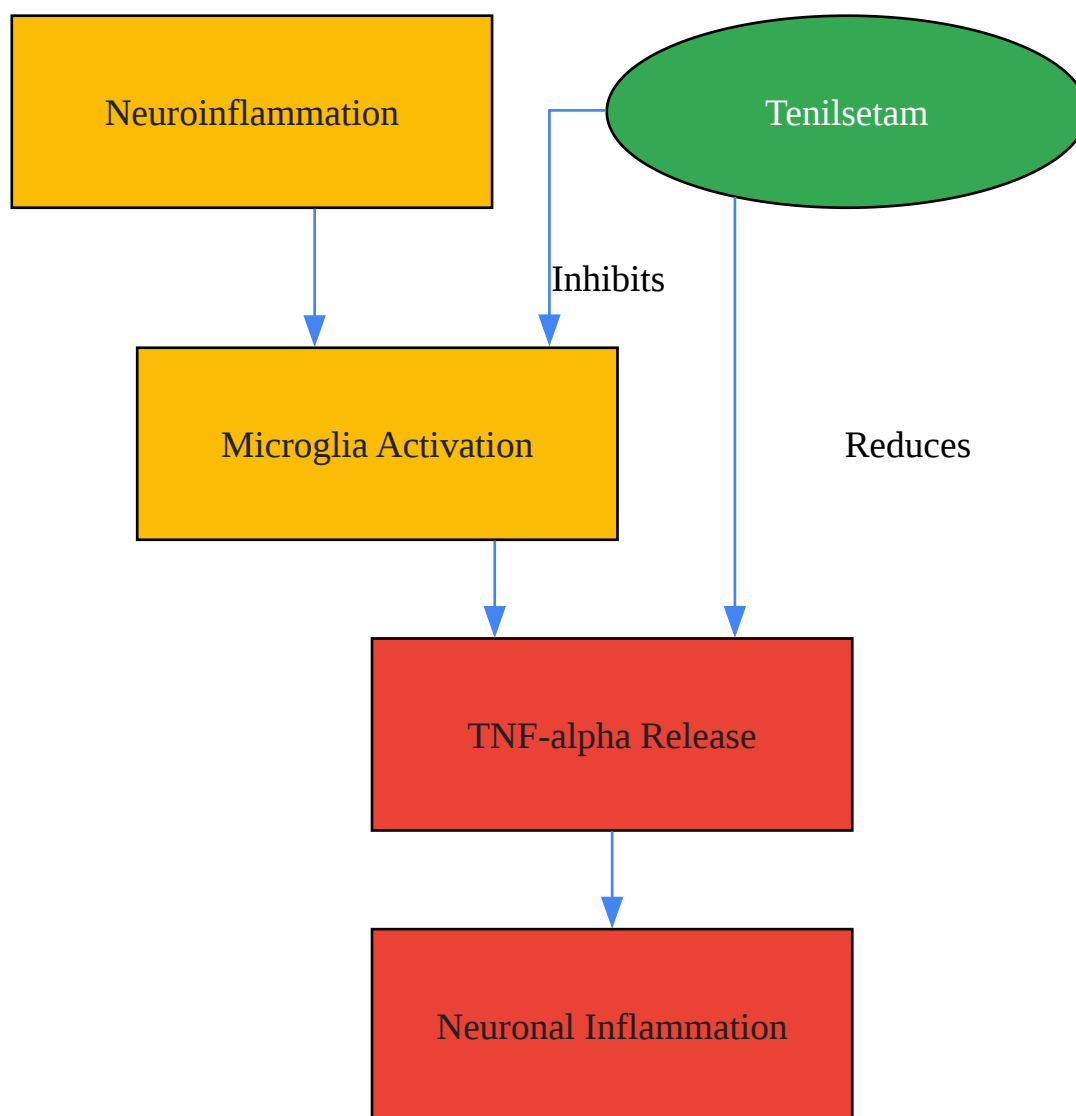 Neuroinflammation
Tenilsetam
Inhibits
Microglia Activation
Reduces
TNF-alpha Release
Neuronal Inflammation